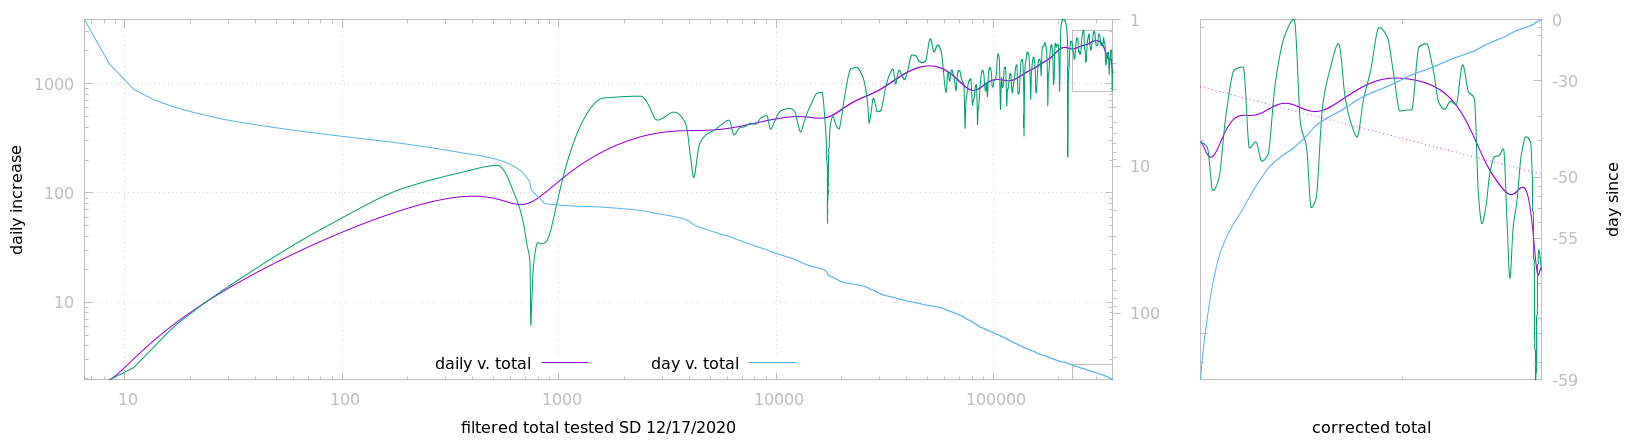 daily increase
1000
100
10
10
100
1000
10000
100000
1
10
100
daily v. total
day v. total
filtered total tested SD 12/17/2020
0
-30
-50
-55
-59
day since
corrected total